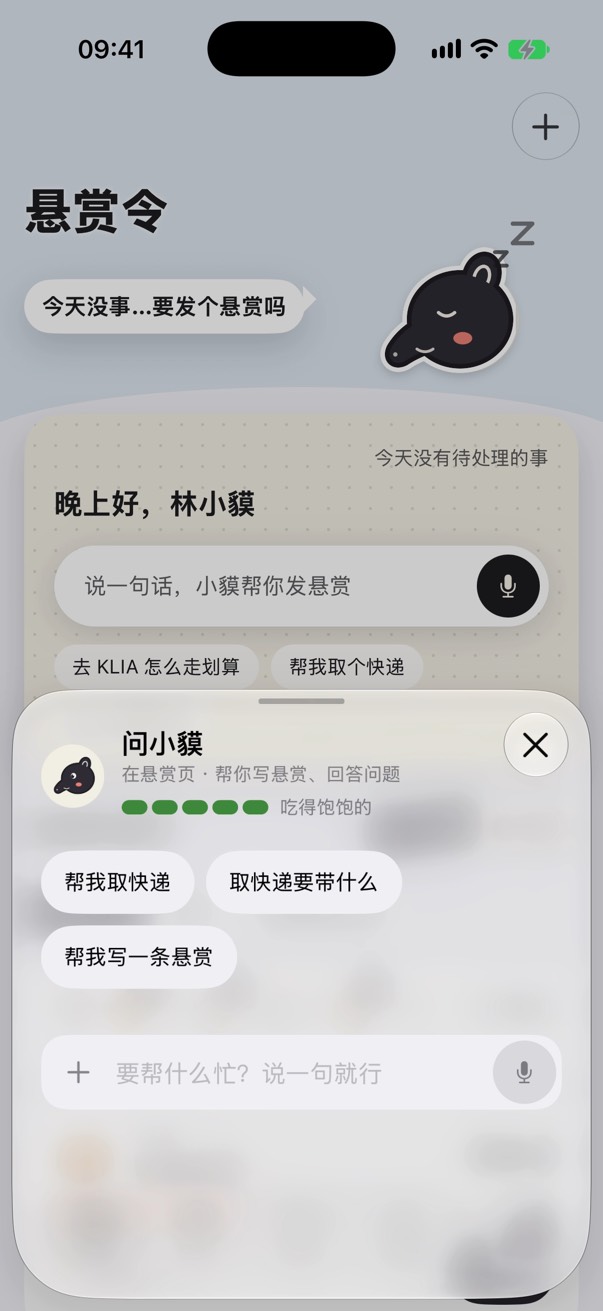 09:41
悬赏令
z
z
今天没事...要发个悬赏吗
今天没有待处理的事
晚上好，林小貘
说一句话，小貘帮你发悬赏
去 KLIA 怎么走划算
帮我取个快递
问小貘
在悬赏页 · 帮你写悬赏、回答问题
吃得饱饱的
帮我取快递
取快递要带什么
帮我写一条悬赏
要帮什么忙？说一句就行